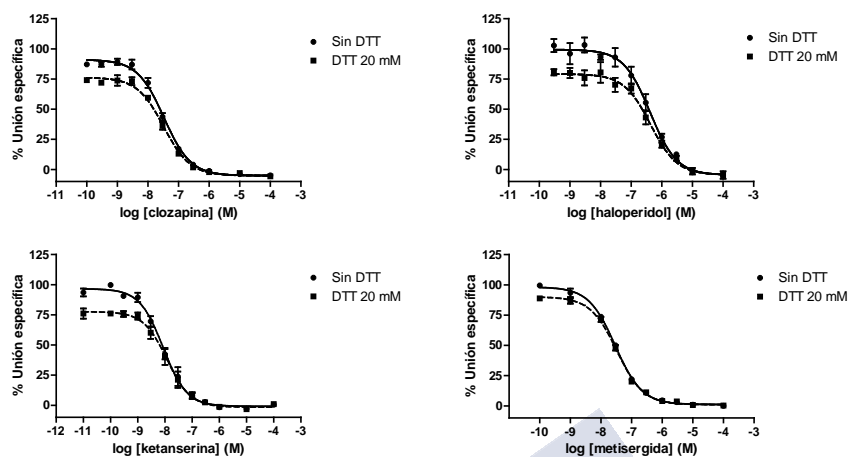 % Unión específica
125
100
75
50
25
0
-11 -10 -9 -8 -7 -6 -5 -4 -3
log [clozapina] (M)
Sin DTT
DTT 20 mM
% Unión específica
125
100
75
50
25
0
-10 -9 -8 -7 -6 -5 -4 -3
log [haloperidol] (M)
Sin DTT
DTT 20 mM
% Unión específica
125
100
75
50
25
0
-12 -11 -10 -9 -8 -7 -6 -5 -4 -3
log [ketanserina] (M)
Sin DTT
DTT 20 mM
% Unión específica
125
100
75
50
25
0
-11 -10 -9 -8 -7 -6 -5 -4 -3
log [metisergida] (M)
Sin DTT
DTT 20 mM